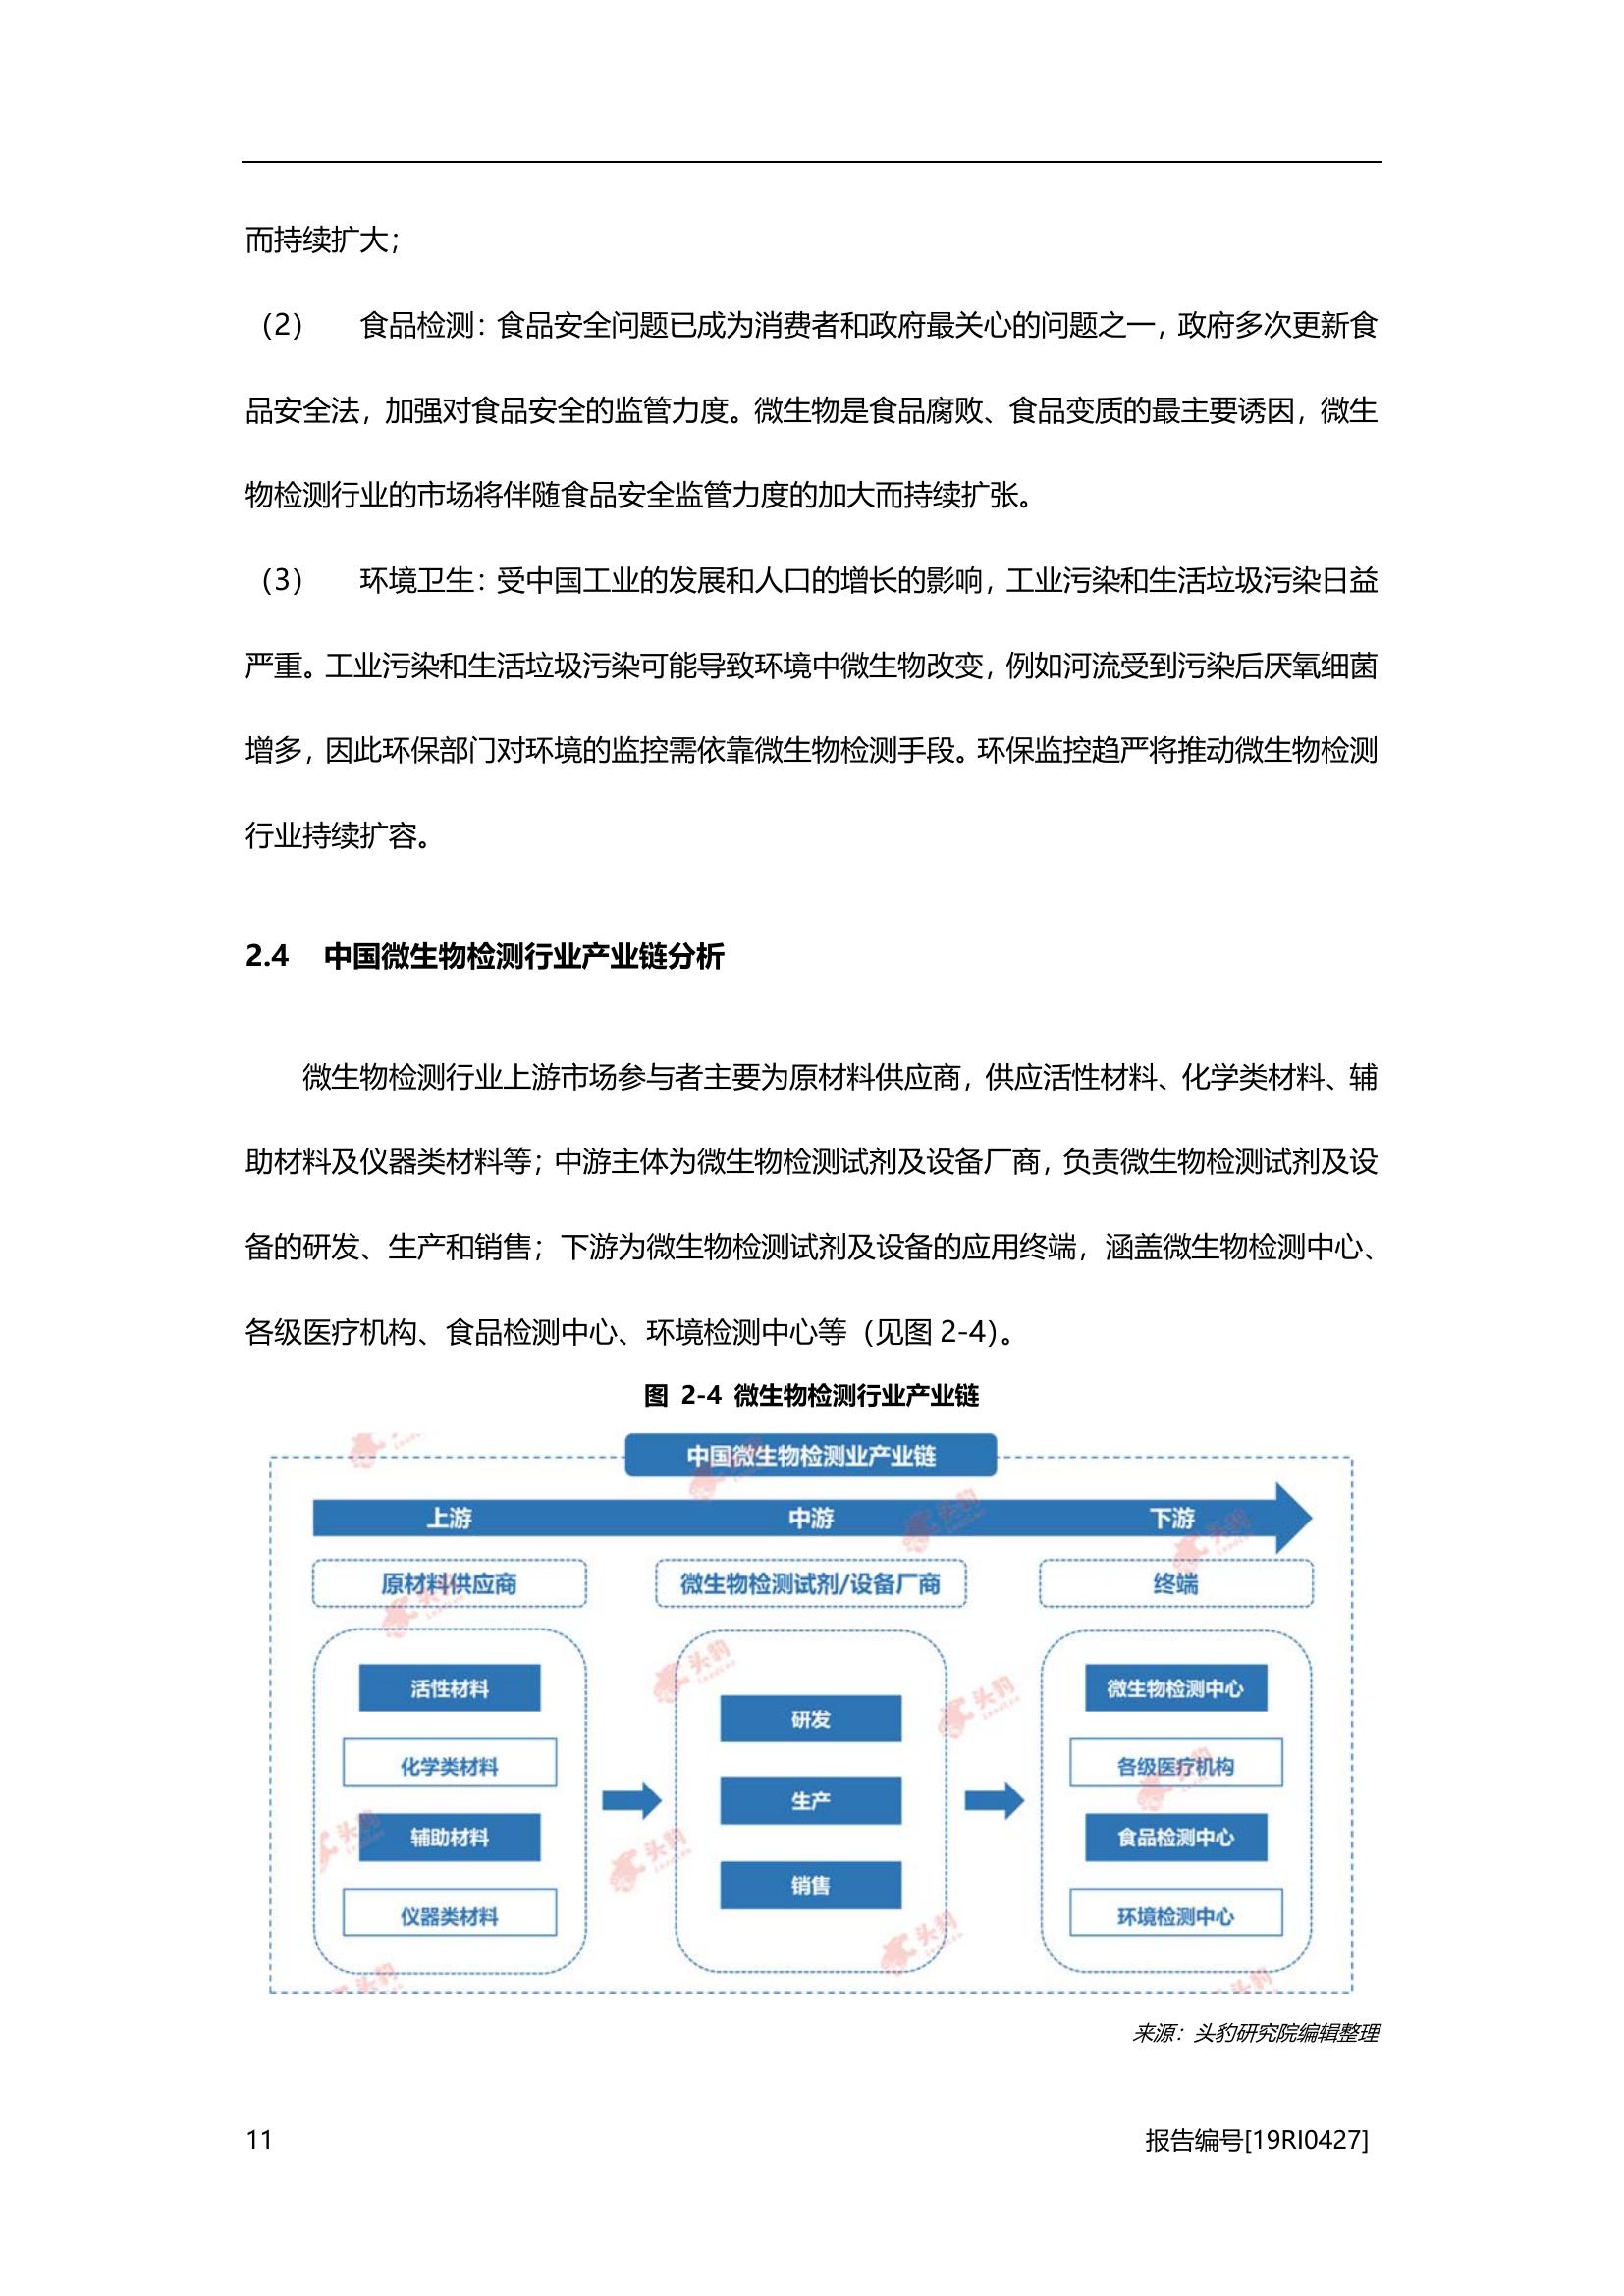 而持续扩大；
（2） 食品检测：食品安全问题已成为消费者和政府最关心的问题之一，政府多次更新食
品安全法，加强对食品安全的监管力度。微生物是食品腐败、食品变质的最主要诱因，微生
物检测行业的市场将伴随食品安全监管力度的加大而持续扩张。
（3） 环境卫生：受中国工业的发展和人口的增长的影响，工业污染和生活垃圾污染日益
严重。工业污染和生活垃圾污染可能导致环境中微生物改变，例如河流受到污染后厌氧细菌
增多，因此环保部门对环境的监控需依靠微生物检测手段。环保监控趋严将推动微生物检测
行业持续扩容。
2.4 中国微生物检测行业产业链分析
微生物检测行业上游市场参与者主要为原材料供应商，供应活性材料、化学类材料、辅
助材料及仪器类材料等；中游主体为微生物检测试剂及设备厂商，负责微生物检测试剂及设
备的研发、生产和销售；下游为微生物检测试剂及设备的应用终端，涵盖微生物检测中心、
各级医疗机构、食品检测中心、环境检测中心等（见图 2-4）。
图 2-4 微生物检测行业产业链
中国微生物检测业产业链
上游 中游 下游
原材料供应商 微生物检测试剂/设备厂商 终端
活性材料
化学类材料
辅助材料
仪器类材料
研发
生产
销售
微生物检测中心
各级医疗机构
食品检测中心
环境检测中心
头豹
头豹
头豹
头豹
头豹
头豹
头豹
来源：头豹研究院编辑整理
11 报告编号[19RI0427]